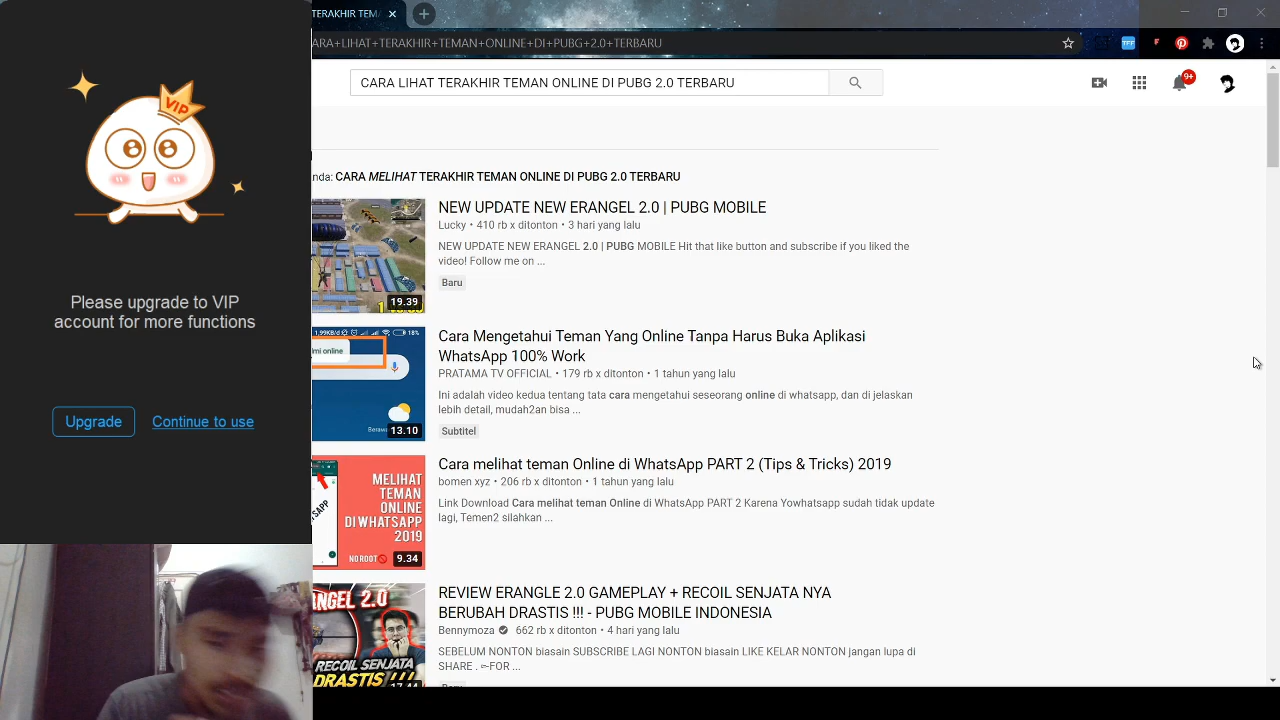 TERAKHIR TEM
ARA+LIHAT+TERAKHIR+TEMAN+ONLINE+DI+PUBG+2.0+TERBARU
CARA LIHAT TERAKHIR TEMAN ONLINE DI PUBG 2.0 TERBARU
9+
VIP
Please upgrade to VIP
account for more functions
Upgrade
Continue to use
nda: CARA MELIHAT TERAKHIR TEMAN ONLINE DI PUBG 2.0 TERBARU
NEW UPDATE NEW ERANGEL 2.0 | PUBG MOBILE
Lucky • 410 rb x ditonton • 3 hari yang lalu
NEW UPDATE NEW ERANGEL 2.0 | PUBG MOBILE Hit that like button and subscribe if you liked the
video! Follow me on ...
Baru
19.39
1,99KB/d
18%
lmi online
13.10
Cara Mengetahui Teman Yang Online Tanpa Harus Buka Aplikasi
WhatsApp 100% Work
PRATAMA TV OFFICIAL • 179 rb x ditonton • 1 tahun yang lalu
Ini adalah video kedua tentang tata cara mengetahui seseorang online di whatsapp, dan di jelaskan
lebih detail, mudah2an bisa ...
Subtitel
MELIHAT
TEMAN
ONLINE
DI WHATSAPP
2019
NO ROOT
9.34
Cara melihat teman Online di WhatsApp PART 2 (Tips & Tricks) 2019
bomen xyz • 206 rb x ditonton • 1 tahun yang lalu
Link Download Cara melihat teman Online di WhatsApp PART 2 Karena Yowhatsapp sudah tidak update
lagi, Temen2 silahkan ...
RANGEL 2.0
RECOIL SENJATA
DRASTIS !!!
17.44
REVIEW ERANGLE 2.0 GAMEPLAY + RECOIL SENJATA NYA
BERUBAH DRASTIS !!! - PUBG MOBILE INDONESIA
Bennymoza 662 rb x ditonton • 4 hari yang lalu
SEBELUM NONTON biasain SUBSCRIBE LAGI NONTON biasain LIKE KELAR NONTON jangan lupa di
SHARE . ~FOR ...